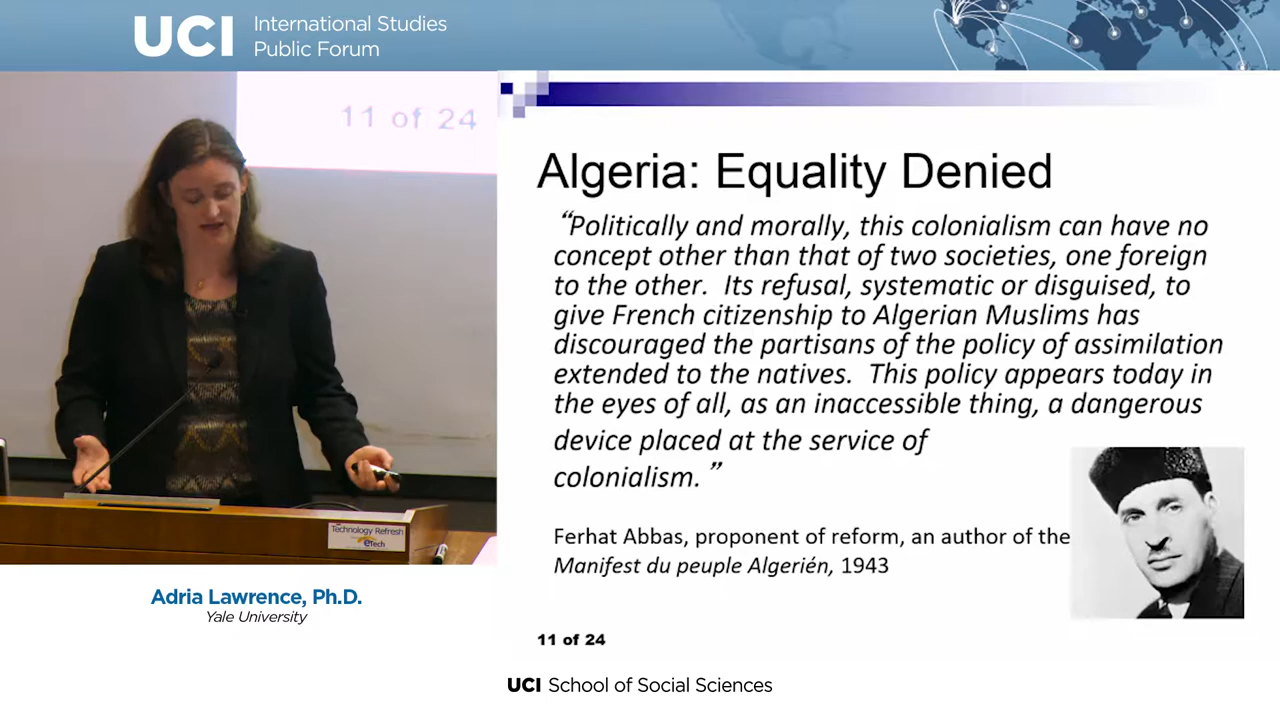 UCI
International Studies
Public Forum
11 of 24
Technology Refresh
eTech
Adria Lawrence, Ph.D.
Yale University
Algeria: Equality Denied
“Politically and morally, this colonialism can have no
concept other than that of two societies, one foreign
to the other. Its refusal, systematic or disguised, to
give French citizenship to Algerian Muslims has
discouraged the partisans of the policy of assimilation
extended to the natives. This policy appears today in
the eyes of all, as an inaccessible thing, a dangerous
device placed at the service of
colonialism.”
Ferhat Abbas, proponent of reform, an author of the
Manifest du peuple Algerién, 1943
11 of 24
UCI School of Social Sciences